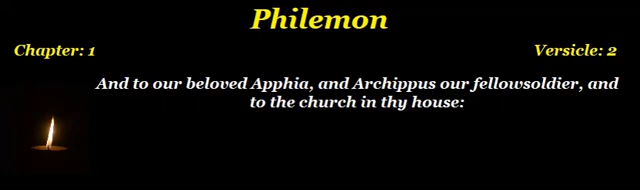 Philemon
Chapter: 1
Versicle: 2
And to our beloved Apphia, and Archippus our fellowsoldier, and
to the church in thy house: